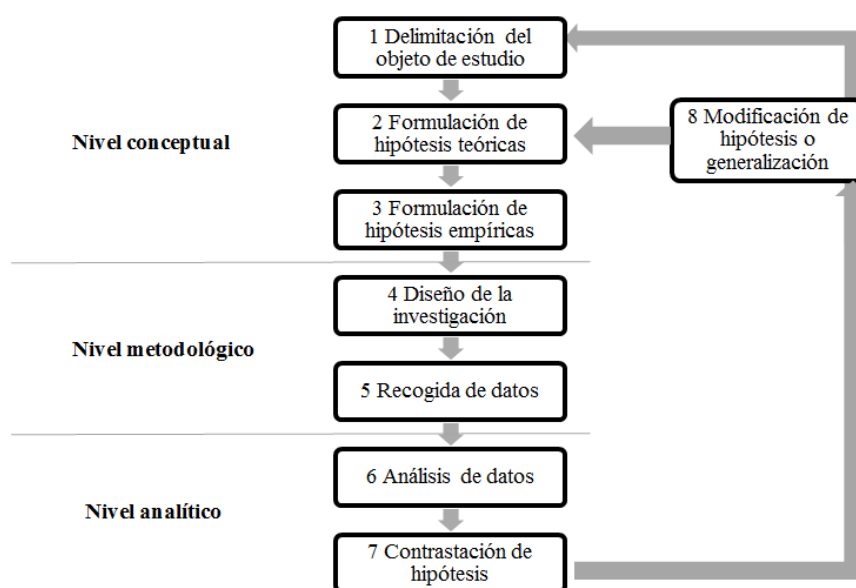 1 Delimitación del
objeto de estudio
Nivel conceptual
2 Formulación de
hipótesis teóricas
8 Modificación de
hipótesis o
generalización
3 Formulación de
hipótesis empíricas
4 Diseño de la
investigación
Nivel metodológico
5 Recogida de datos
6 Análisis de datos
Nivel analítico
7 Contrastación de
hipótesis